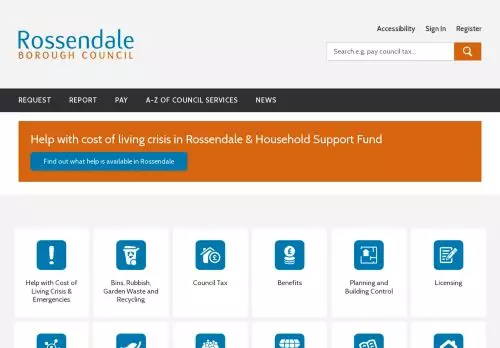 Accessibility Sign In Register
Rossendale
BOROUGH COUNCIL
Search e.g. pay council tax...
REQUEST REPORT PAY A-Z OF COUNCIL SERVICES NEWS
Help with cost of living crisis in Rossendale & Household Support Fund
Find out what help is available in Rossendale
Help with Cost of
Living Crisis &
Emergencies
Bins, Rubbish,
Garden Waste and
Recycling
Council Tax
Benefits
Planning and
Building Control
Licensing